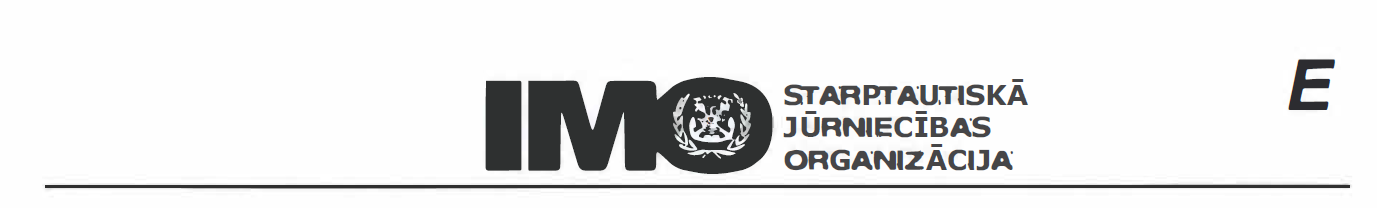 E
IMO
STARPTAUTISKĀ
JŪRNIECĪBAS
ORGANIZĀCIJA